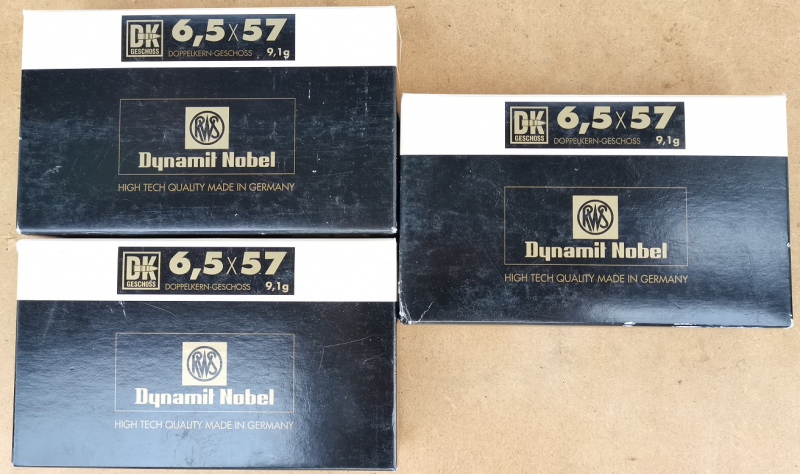 DK
GESCHOSS
6,5x57
DOPPELKERN-GESCHOSS 9,1g
RWS
Dynamit Nobel
HIGH TECH QUALITY MADE IN GERMANY
DK
GESCHOSS
6,5x57
DOPPELKERN-GESCHOSS 9,1g
RWS
Dynamit Nobel
HIGH TECH QUALITY MADE IN GERMANY
DK
GESCHOSS
6,5x57
DOPPELKERN-GESCHOSS 9,1g
RWS
Dynamit Nobel
HIGH TECH QUALITY MADE IN GERMANY